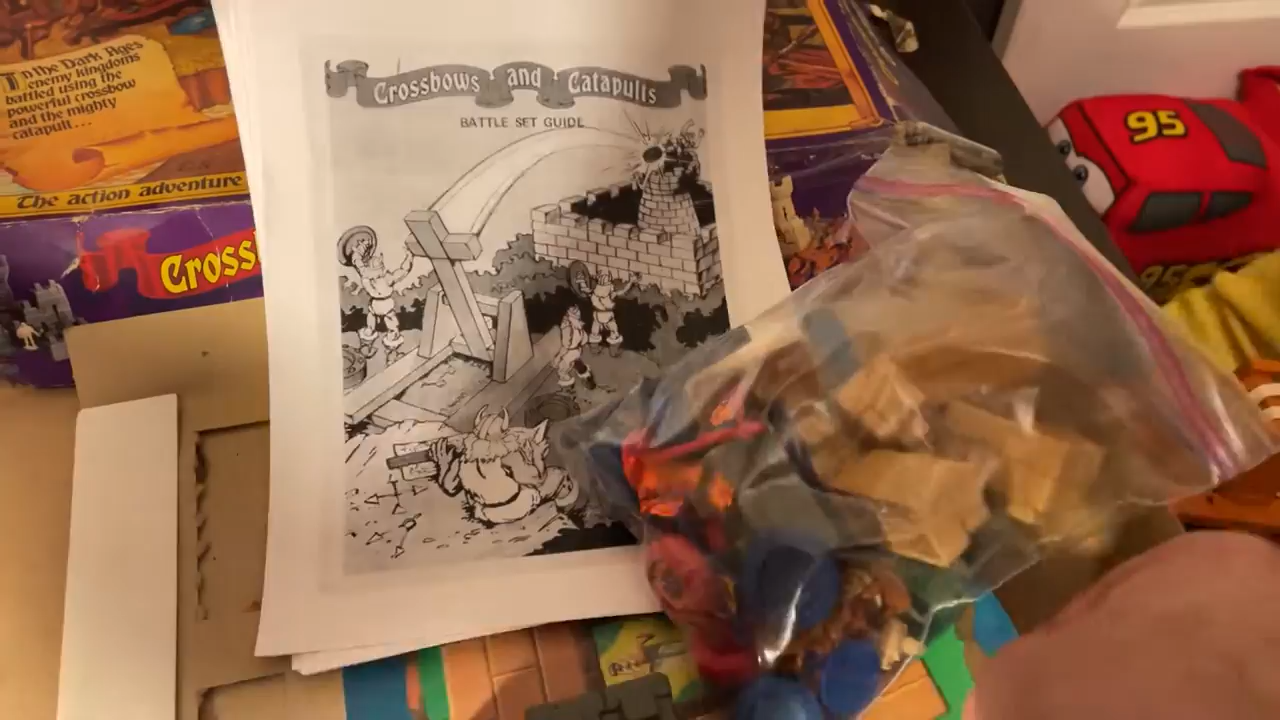 In the Dark Ages
enemy kingdoms
battled using the
powerful crossbow
and the mighty
catapult...
The action adventure
Cross
Crossbows and Catapults
BATTLE SET GUIDE
95
95